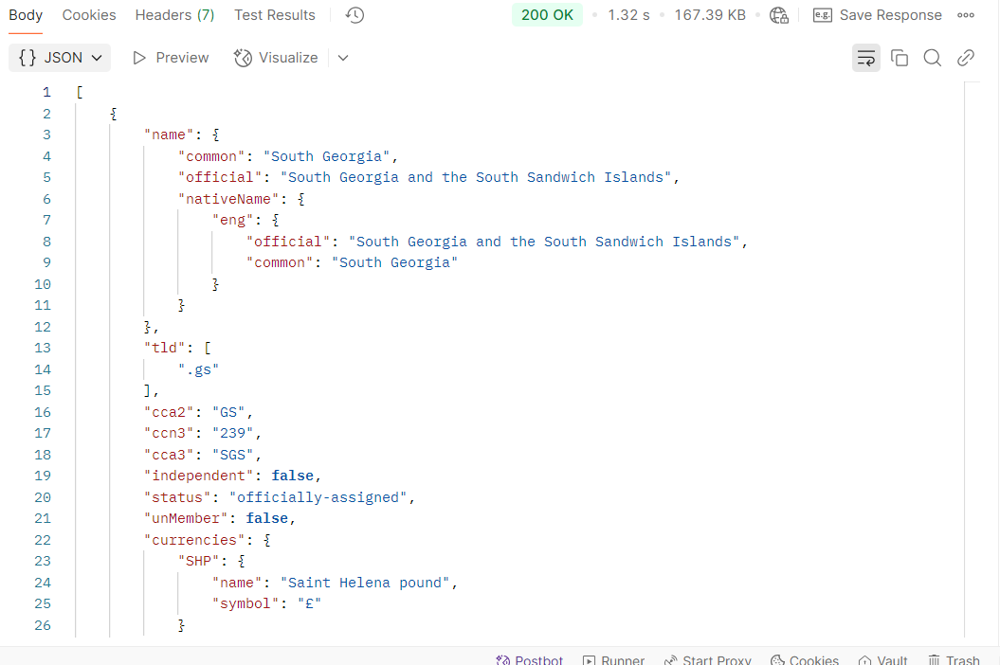 Body Cookies Headers (7) Test Results 200 OK • 1.32 s • 167.39 KB • e.g. Save Response
{} JSON Preview Visualize
1 [
2 {
3 "name": {
4 "common": "South Georgia",
5 "official": "South Georgia and the South Sandwich Islands",
6 "nativeName": {
7 "eng": {
8 "official": "South Georgia and the South Sandwich Islands",
9 "common": "South Georgia"
10 }
11 }
12 },
13 "tld": [
14 ".gs"
15 ],
16 "cca2": "GS",
17 "ccn3": "239",
18 "cca3": "SGS",
19 "independent": false,
20 "status": "officially-assigned",
21 "unMember": false,
22 "currencies": {
23 "SHP": {
24 "name": "Saint Helena pound",
25 "symbol": "£"
26 }
Postbot Runner Start Proxy Cookies Vault Trash